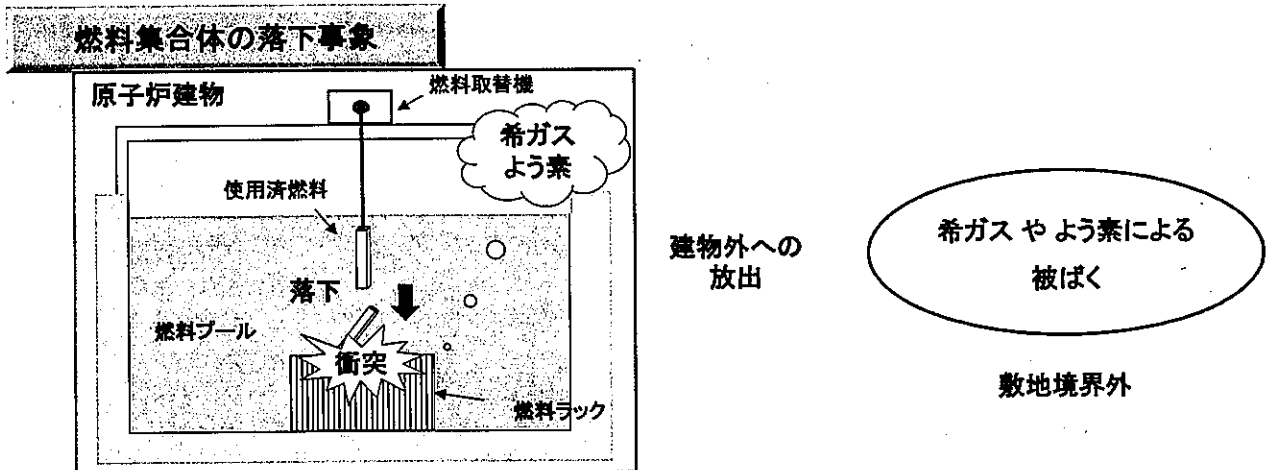 燃料集合体の落下事象
原子炉建物
燃料取替機
希ガス
よう素
使用済燃料
落下
燃料プール
衝突
燃料ラック
建物外への
放出
希ガス や よう素による
被ばく
敷地境界外